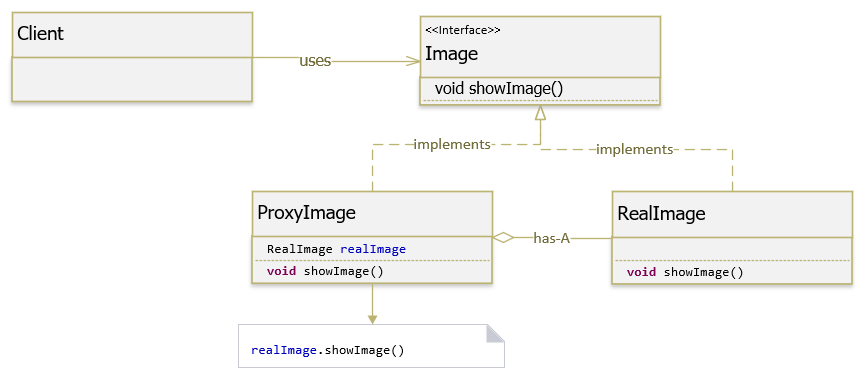 Client
uses
<<Interface>>
Image
void showImage()
implements
implements
ProxyImage
RealImage realImage
void showImage()
has-A
RealImage
void showImage()
realImage.showImage()